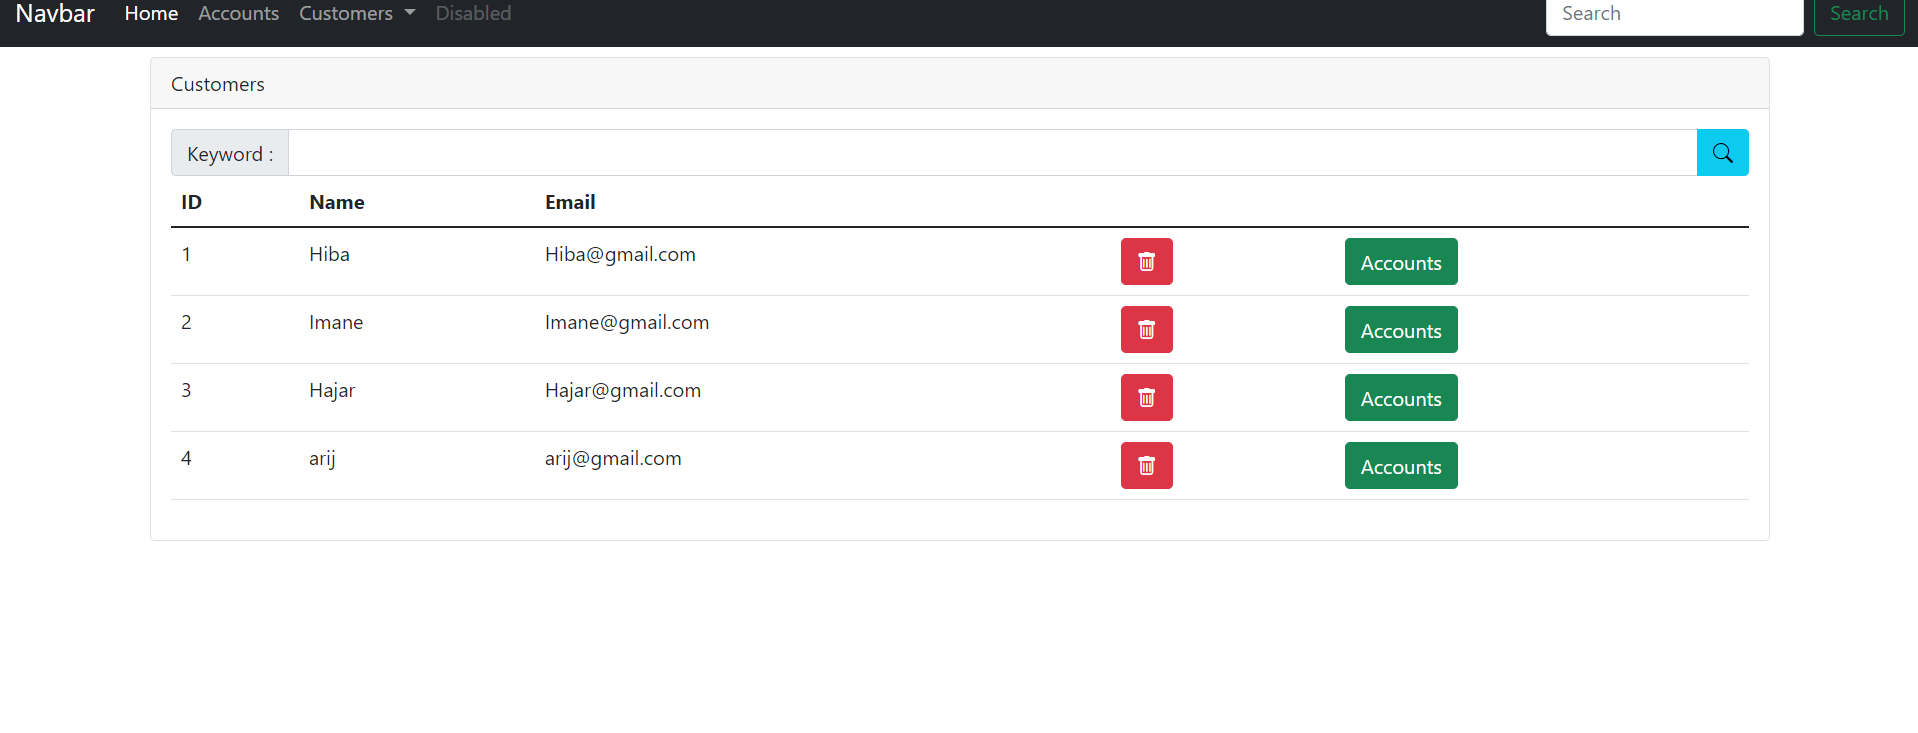 Navbar Home Accounts Customers Disabled Search Search
Customers
Keyword :
ID Name Email
1 Hiba Hiba@gmail.com Accounts
2 Imane Imane@gmail.com Accounts
3 Hajar Hajar@gmail.com Accounts
4 arij arij@gmail.com Accounts